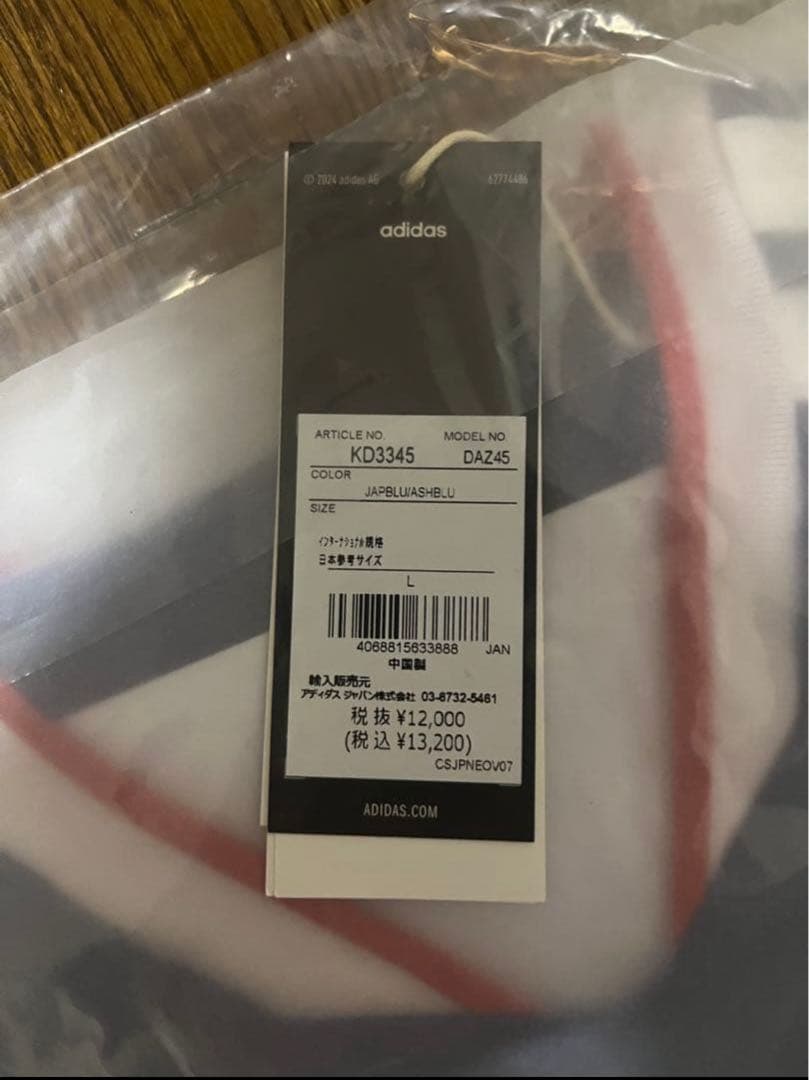 © 2024 adidas AG 62774486
adidas
ARTICLE NO. MODEL NO.
KD3345 DAZ45
COLOR
JAPBLU/ASHBLU
SIZE
インターナショナル規格
日本参考サイズ
L
4068815633888 JAN
中国製
輸入販売元
アディダス ジャパン株式会社 03-6732-5461
税抜 ¥12,000
(税込 ¥13,200)
CSJPNEOV07
ADIDAS.COM